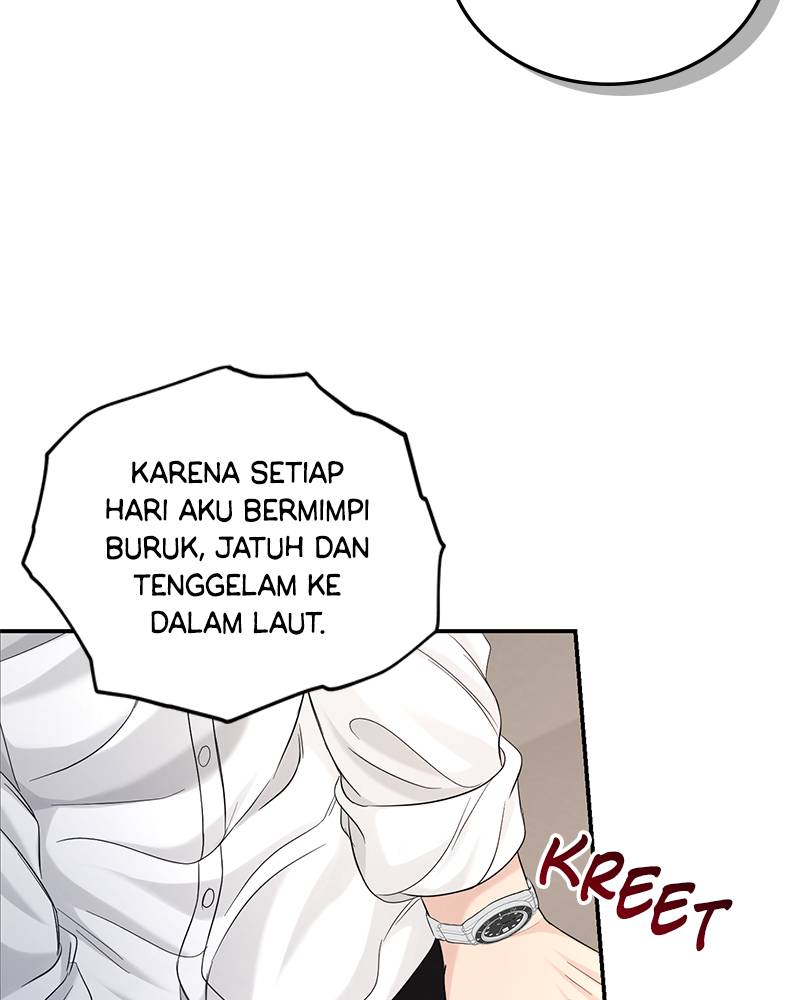 KARENA SETIAP
HARI AKU BERMIMPI
BURUK, JATUH DAN
TENGGELAM KE
DALAM LAUT.
KREET